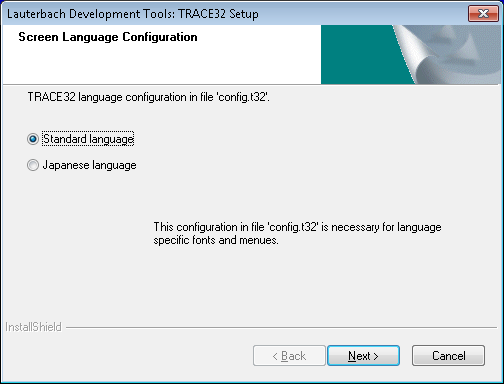 Lauterbach Development Tools: TRACE32 Setup
Screen Language Configuration
TRACE32 language configuration in file 'config.t32'.
Standard language
Japanese language
This configuration in file 'config.t32' is necessary for language
specific fonts and menues.
InstallShield
< Back
Next >
Cancel